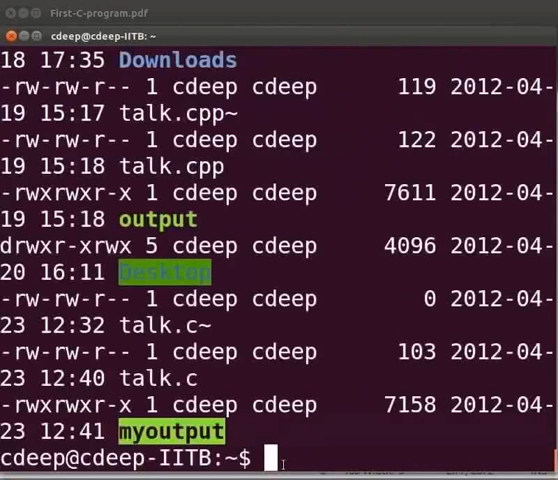 First-C-program.pdf
cdeep@cdeep-IITB: ~
18 17:35 Downloads
-rw-rw-r-- 1 cdeep cdeep 119 2012-04-
19 15:17 talk.cpp~
-rw-rw-r-- 1 cdeep cdeep 122 2012-04-
19 15:18 talk.cpp
-rwxrwxr-x 1 cdeep cdeep 7611 2012-04-
19 15:18 output
drwxr-xrwx 5 cdeep cdeep 4096 2012-04-
20 16:11 Desktop
-rw-rw-r-- 1 cdeep cdeep 0 2012-04-
23 12:32 talk.c~
-rw-rw-r-- 1 cdeep cdeep 103 2012-04-
23 12:40 talk.c
-rwxrwxr-x 1 cdeep cdeep 7158 2012-04-
23 12:41 myoutput
cdeep@cdeep-IITB:~$